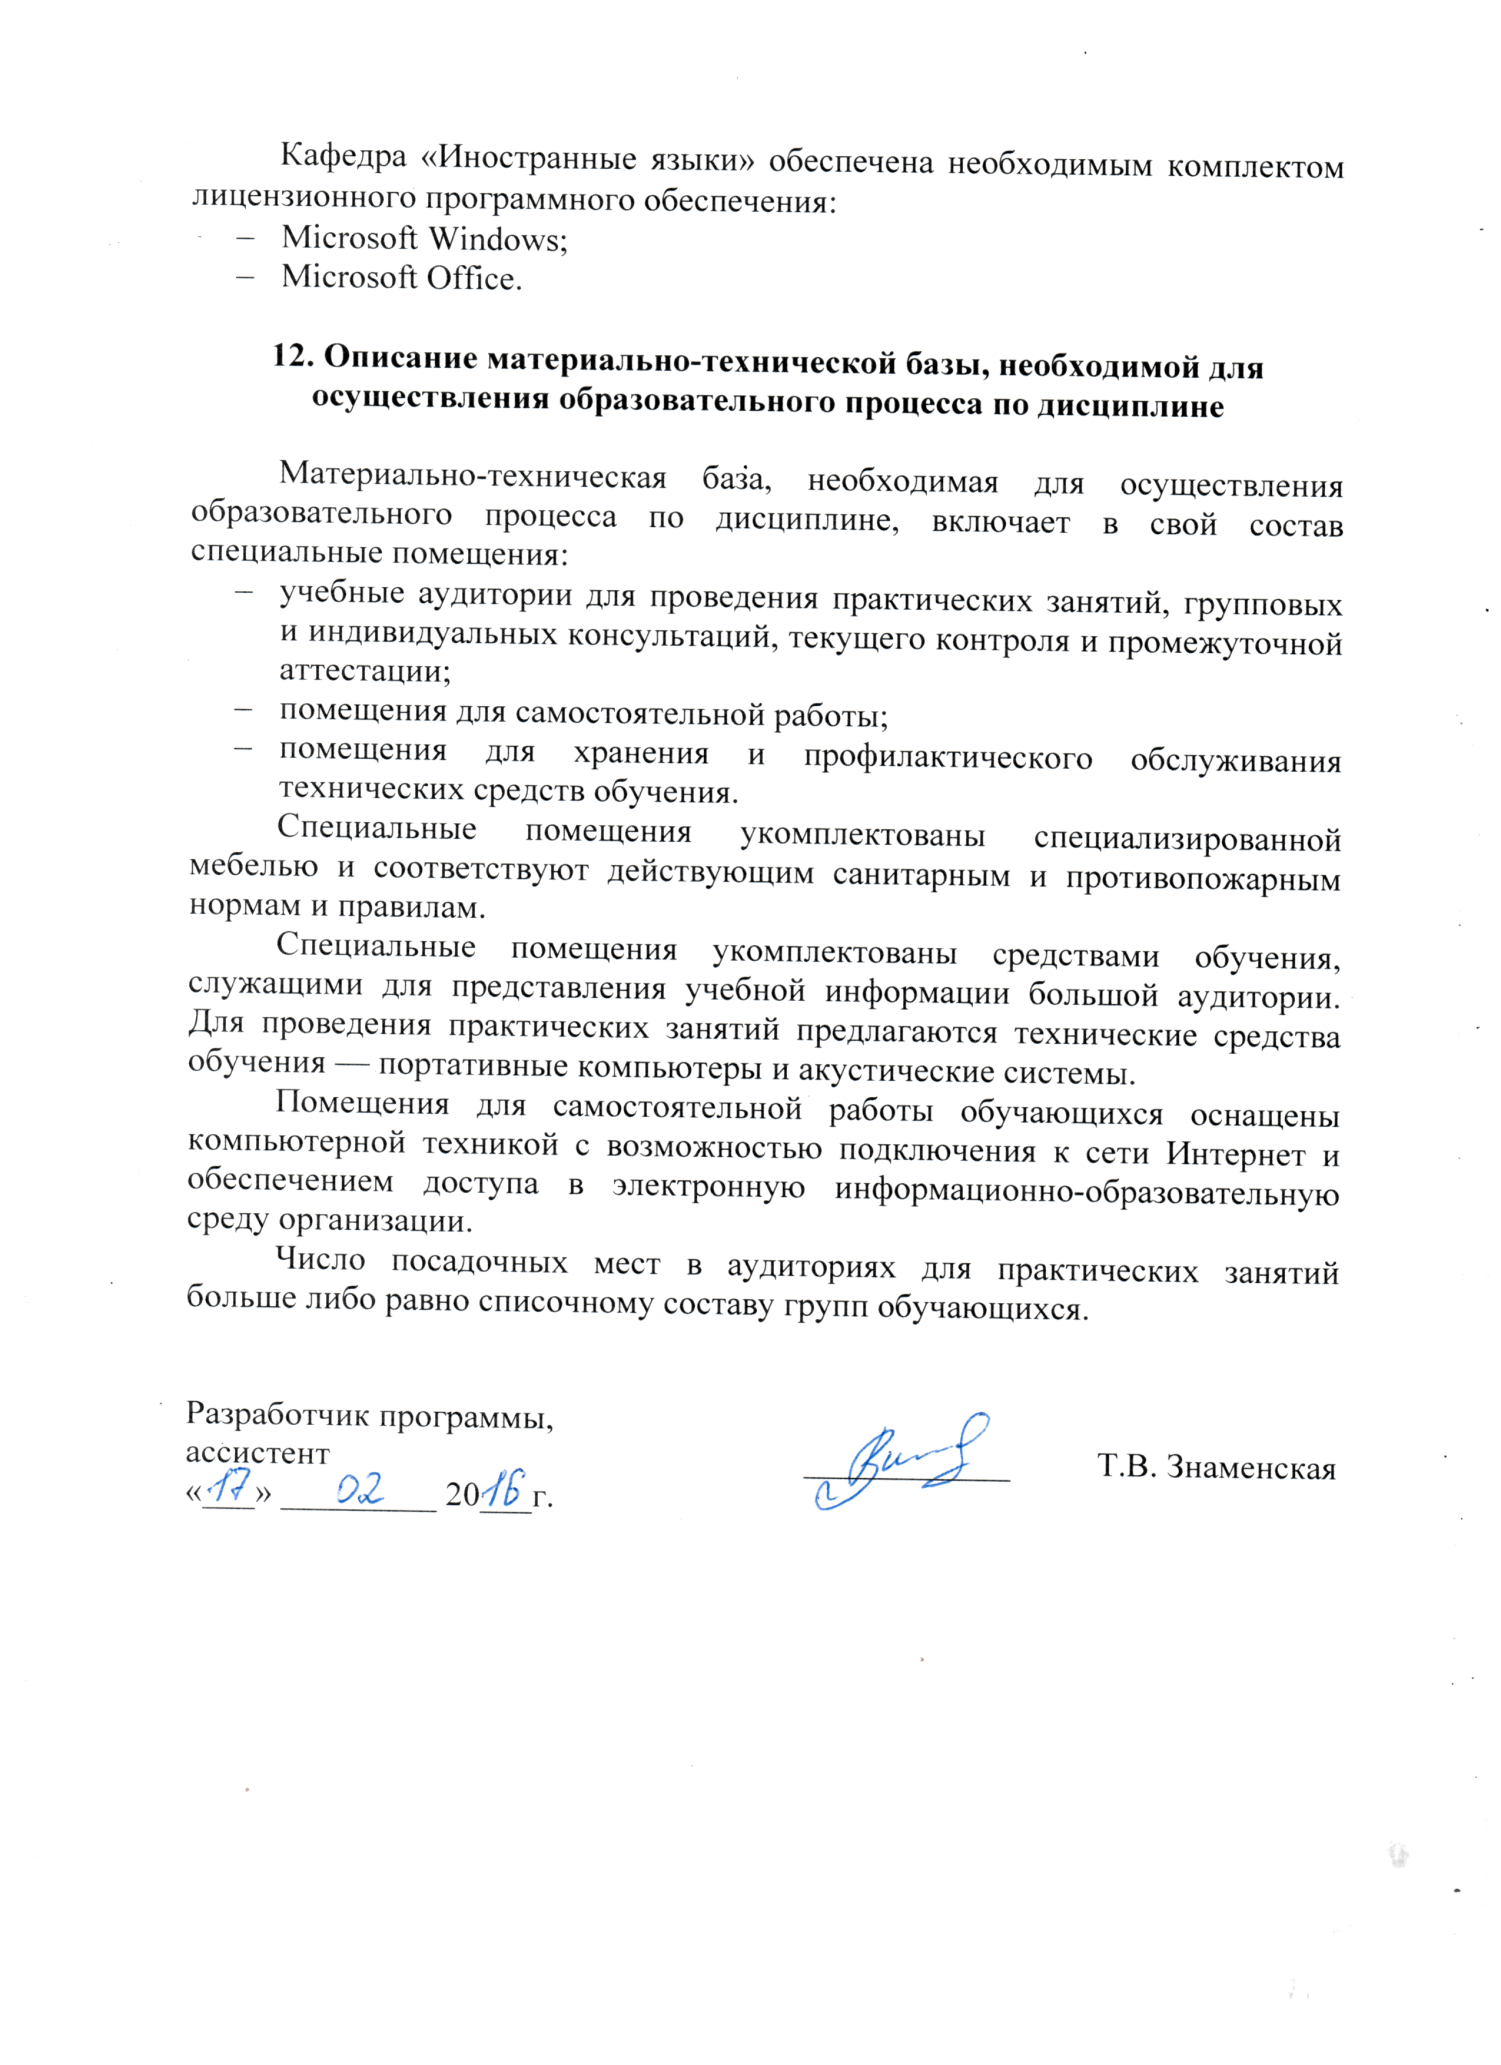 Кафедра «Иностранные языки» обеспечена необходимым комплектом
лицензионного программного обеспечения:
– Microsoft Windows;
– Microsoft Office.
12. Описание материально-технической базы, необходимой для
осуществления образовательного процесса по дисциплине
Материально-техническая база, необходимая для осуществления
образовательного процесса по дисциплине, включает в свой состав
специальные помещения:
– учебные аудитории для проведения практических занятий, групповых
и индивидуальных консультаций, текущего контроля и промежуточной
аттестации;
– помещения для самостоятельной работы;
– помещения для хранения и профилактического обслуживания
технических средств обучения.
Специальные помещения укомплектованы специализированной
мебелью и соответствуют действующим санитарным и противопожарным
нормам и правилам.
Специальные помещения укомплектованы средствами обучения,
служащими для представления учебной информации большой аудитории.
Для проведения практических занятий предлагаются технические средства
обучения — портативные компьютеры и акустические системы.
Помещения для самостоятельной работы обучающихся оснащены
компьютерной техникой с возможностью подключения к сети Интернет и
обеспечением доступа в электронную информационно-образовательную
среду организации.
Число посадочных мест в аудиториях для практических занятий
больше либо равно списочному составу групп обучающихся.
Разработчик программы,
ассистент
Т.В. Знаменская
«17» 02 2016г.